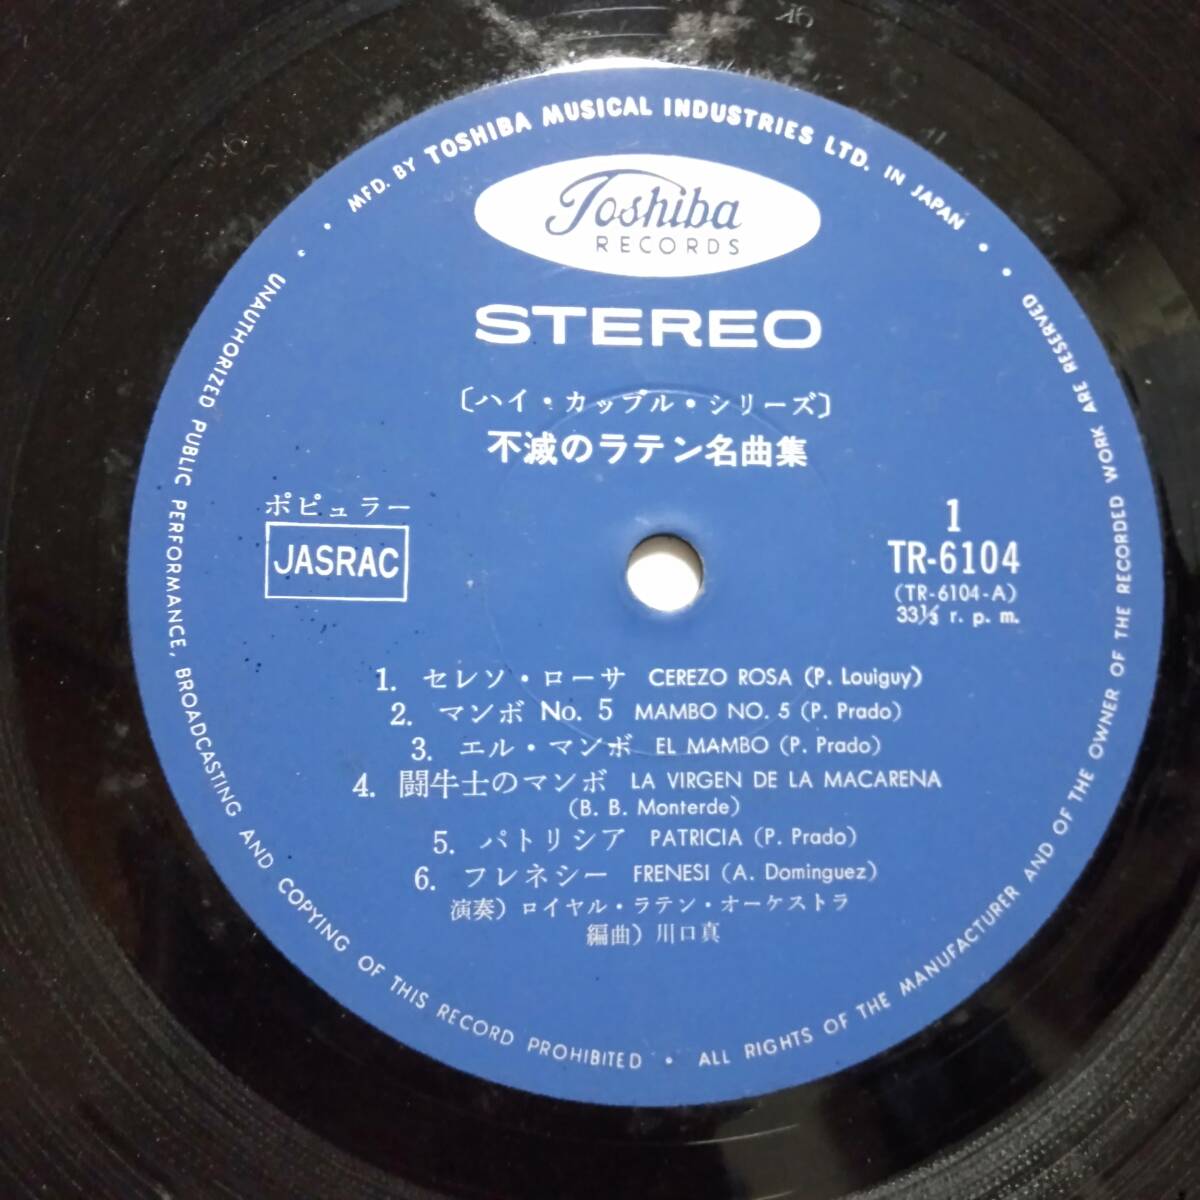 MFD. BY TOSHIBA MUSICAL INDUSTRIES LTD. IN JAPAN
Toshiba
RECORDS
STEREO
〔ハイ・カップル・シリーズ〕
不滅のラテン名曲集
ポピュラー
JASRAC
1
TR-6104
(TR-6104-A)
33⅓ r. p. m.
1. セレソ・ローサ CEREZO ROSA (P. Louiguy)
2. マンボ No. 5 MAMBO NO. 5 (P. Prado)
3. エル・マンボ EL MAMBO (P. Prado)
4. 闘牛士のマンボ LA VIRGEN DE LA MACARENA
(B. B. Monterde)
5. パトリシア PATRICIA (P. Prado)
6. フレネシー FRENESI (A. Dominguez)
演奏) ロイヤル・ラテン・オーケストラ
編曲) 川口真
UNAUTHORIZED PUBLIC PERFORMANCE, BROADCASTING AND COPYING OF THIS RECORD PROHIBITED • ALL RIGHTS OF THE MANUFACTURER AND OF THE OWNER OF THE RECORDED WORK ARE RESERVED